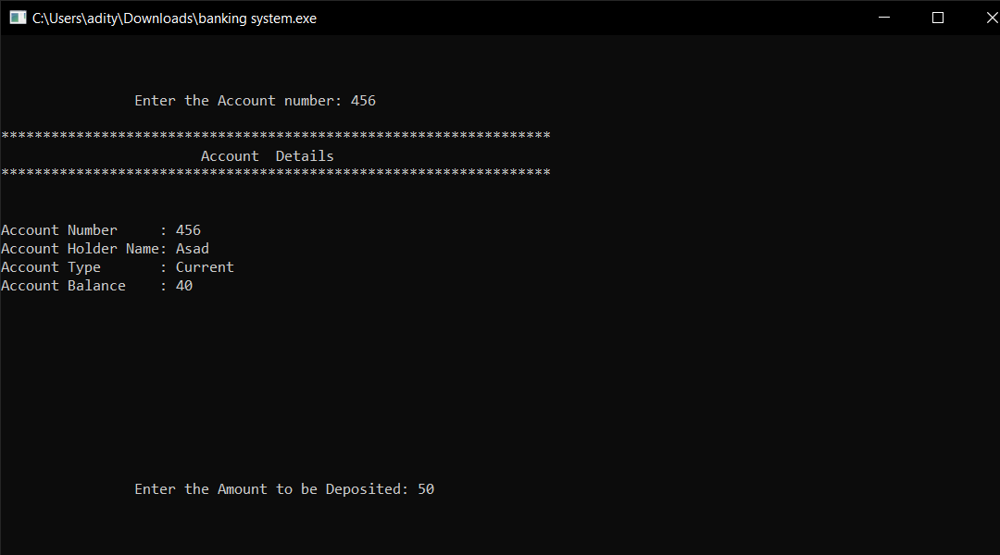 C:\Users\adity\Downloads\banking system.exe
Enter the Account number: 456
******************************************************************
Account  Details
******************************************************************
Account Number     : 456
Account Holder Name: Asad
Account Type       : Current
Account Balance    : 40
Enter the Amount to be Deposited: 50